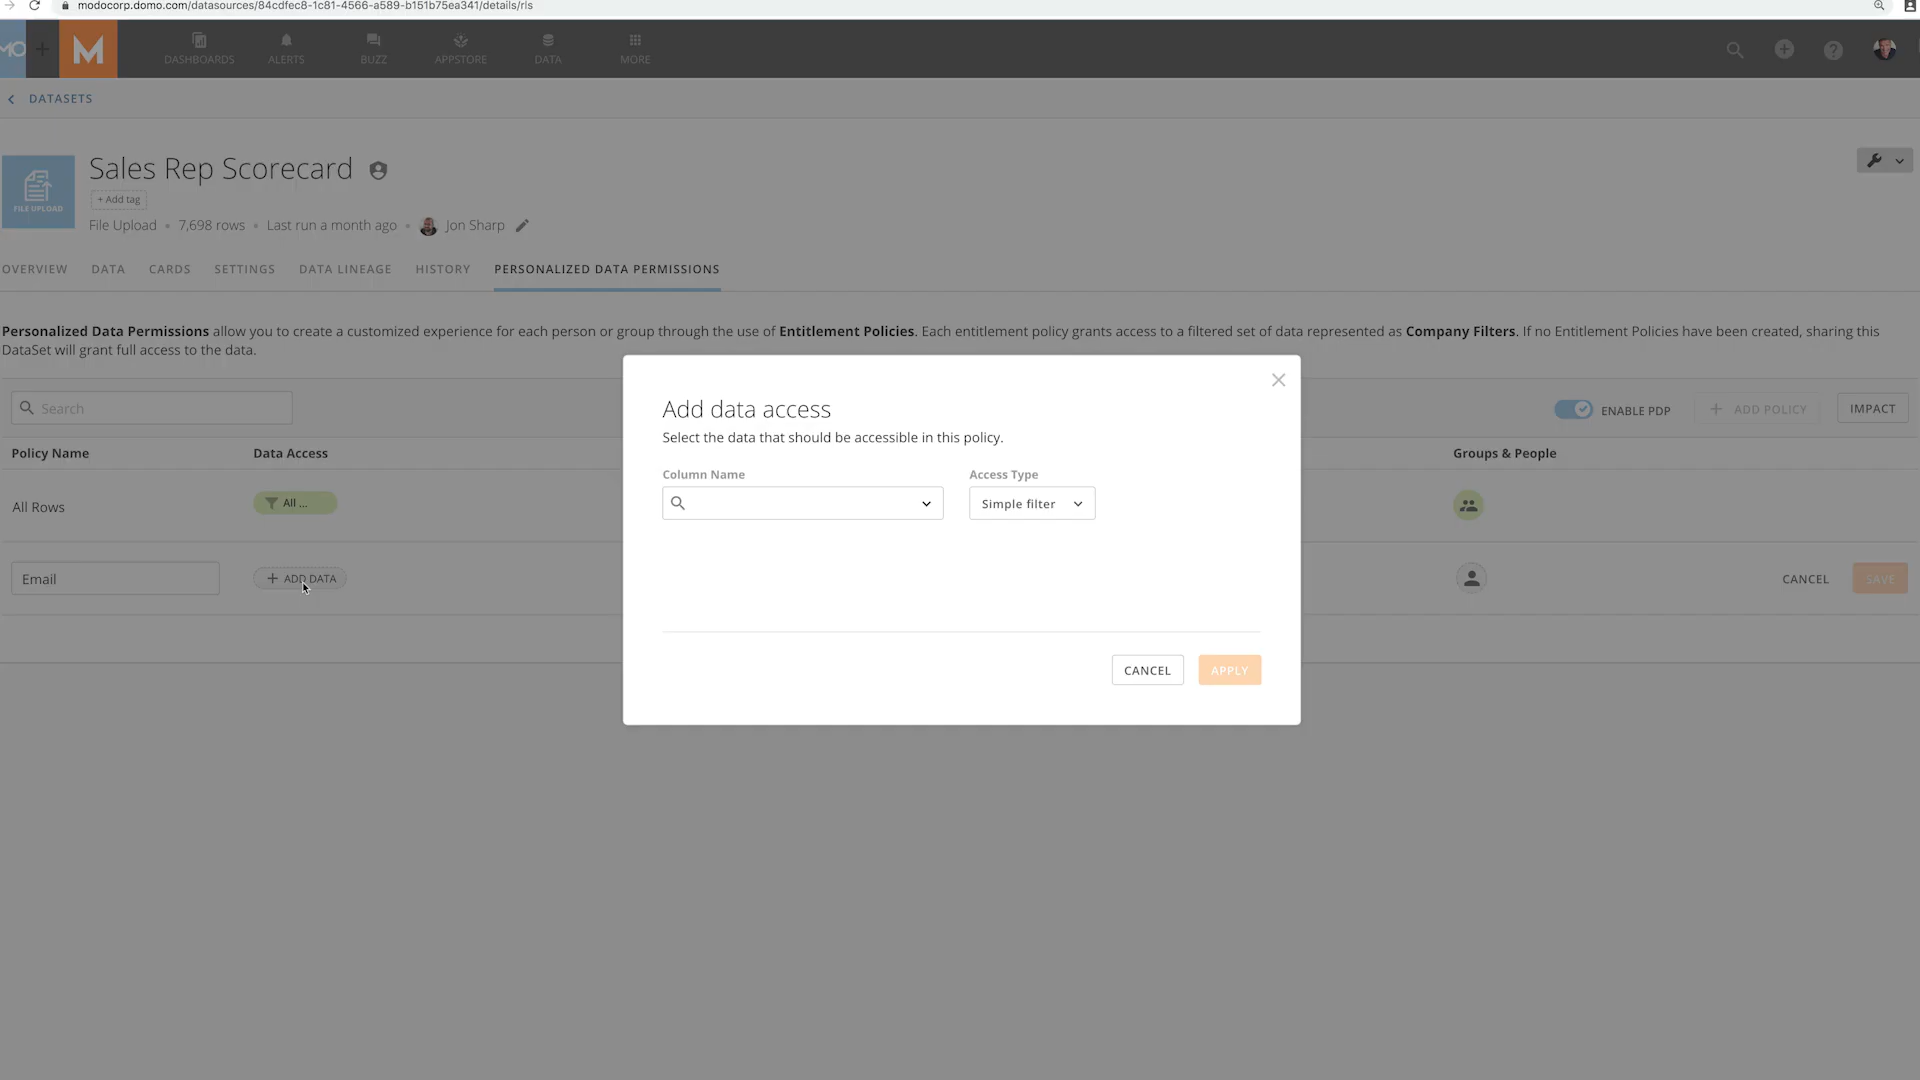 modocorp.domo.com/datasources/84cdfec8-1c81-4566-a589-b151b75ea341/details/rls
MO
M
DASHBOARDS
ALERTS
BUZZ
APPSTORE
DATA
MORE
DATASETS
FILE UPLOAD
Sales Rep Scorecard
+ Add tag
File Upload • 7,698 rows • Last run a month ago • Jon Sharp
OVERVIEW
DATA
CARDS
SETTINGS
DATA LINEAGE
HISTORY
PERSONALIZED DATA PERMISSIONS
Personalized Data Permissions allow you to create a customized experience for each person or group through the use of Entitlement Policies. Each entitlement policy grants access to a filtered set of data represented as Company Filters. If no Entitlement Policies have been created, sharing this
DataSet will grant full access to the data.
Search
ENABLE PDP
+ ADD POLICY
IMPACT
Policy Name
Data Access
Groups & People
All Rows
All ...
Email
+ ADD DATA
CANCEL
SAVE
Add data access
Select the data that should be accessible in this policy.
Column Name
Access Type
Simple filter
CANCEL
APPLY